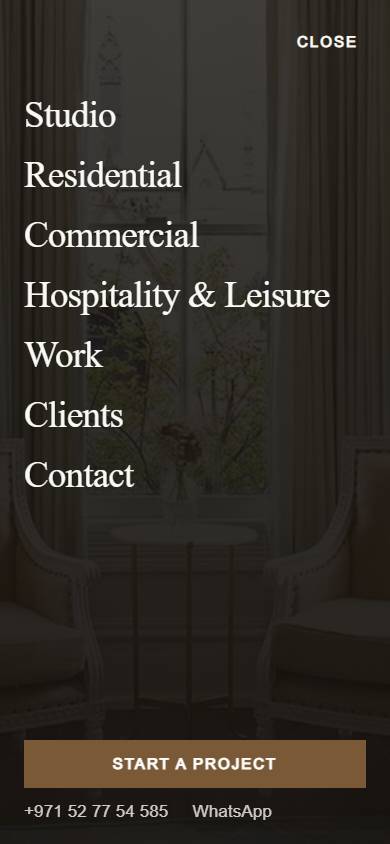 CLOSE
Studio
Residential
Commercial
Hospitality & Leisure
Work
Clients
Contact
START A PROJECT
+971 52 77 54 585 WhatsApp